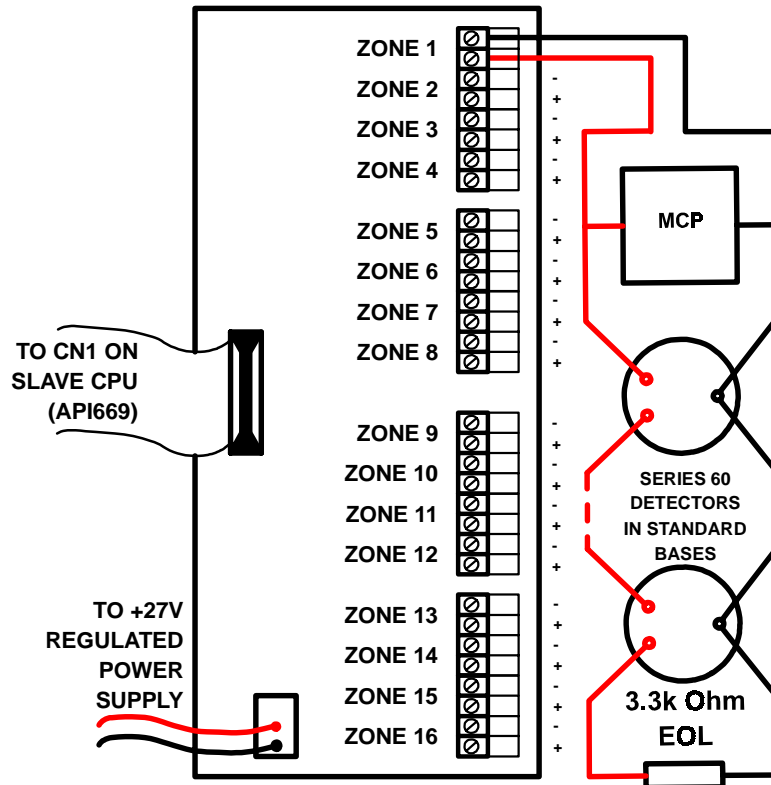 ZONE 1
ZONE 2
-
+
ZONE 3
-
+
ZONE 4
-
+
MCP
ZONE 5
-
+
ZONE 6
-
+
ZONE 7
-
+
ZONE 8
-
+
TO CN1 ON
SLAVE CPU
(API669)
ZONE 9
-
+
ZONE 10
-
+
ZONE 11
-
+
ZONE 12
-
+
SERIES 60
DETECTORS
IN STANDARD
BASES
TO +27V
REGULATED
POWER
SUPPLY
ZONE 13
-
+
ZONE 14
-
+
ZONE 15
-
+
ZONE 16
-
+
3.3k Ohm
EOL